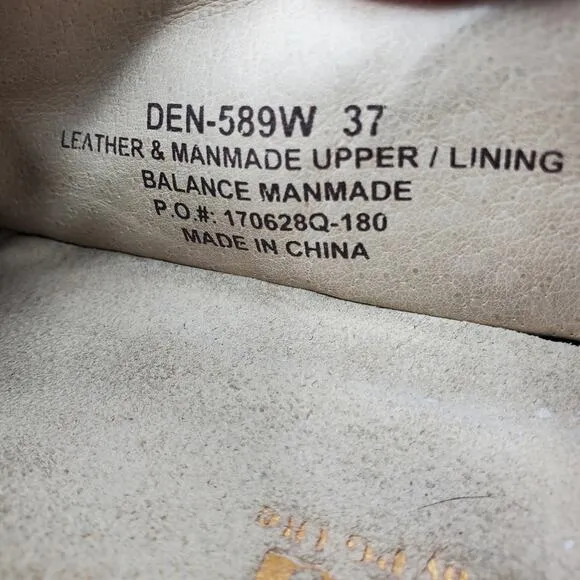 DEN-589W 37
LEATHER & MANMADE UPPER / LINING
BALANCE MANMADE
P.O.#: 170628Q-180
MADE IN CHINA